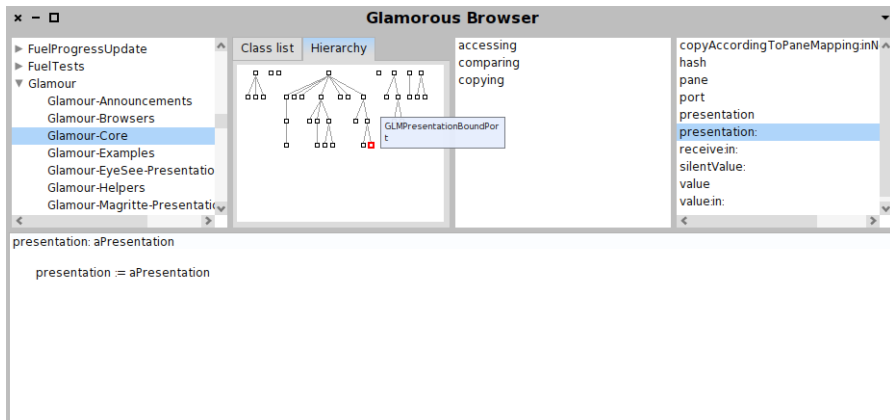 Glamorous Browser
FuelProgressUpdate
FuelTests
Glamour
Glamour-Announcements
Glamour-Browsers
Glamour-Core
Glamour-Examples
Glamour-EyeSee-Presentatio
Glamour-Helpers
Glamour-Magritte-Presentatio
Class list Hierarchy
GLMPresentationBoundPor
t
accessing
comparing
copying
copyAccordingToPaneMapping:inN
hash
pane
port
presentation
presentation:
receive:in:
silentValue:
value
value:in:
presentation: aPresentation
presentation := aPresentation